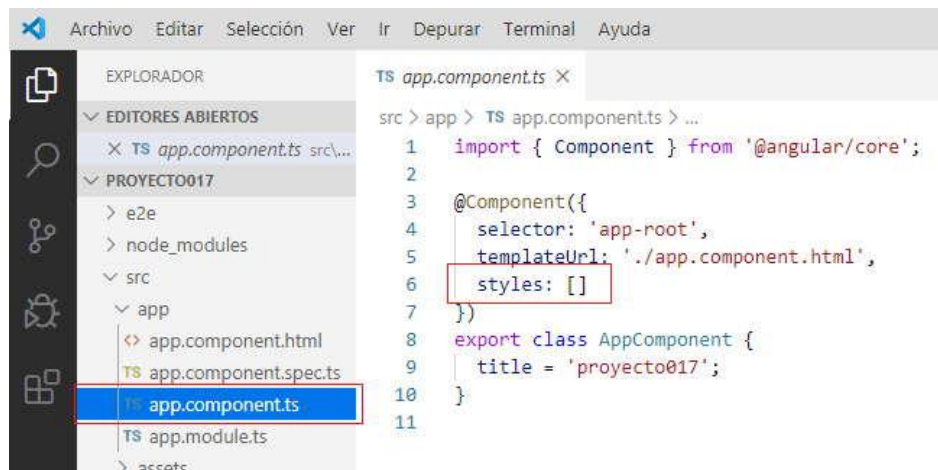 Archivo Editar Selección Ver Ir Depurar Terminal Ayuda
EXPLORADOR
EDITORES ABIERTOS
TS app.component.ts src\...
PROYECTO017
e2e
node_modules
src
app
<> app.component.html
TS app.component.spec.ts
TS app.component.ts
TS app.module.ts
assets
TS app.component.ts
src > app > TS app.component.ts > ...
1 import { Component } from '@angular/core';
2
3 @Component({
4 selector: 'app-root',
5 templateUrl: './app.component.html',
6 styles: []
7 })
8 export class AppComponent {
9 title = 'proyecto017';
10 }
11